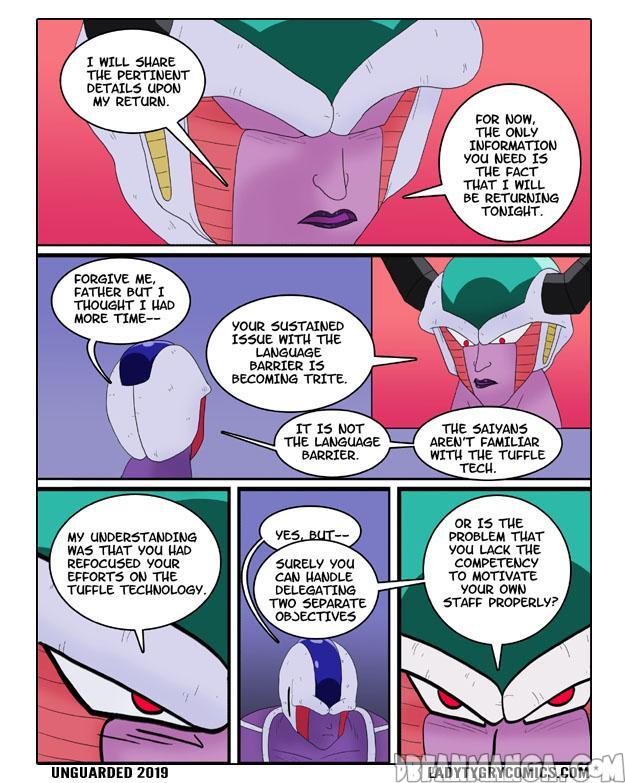 I WILL SHARE
THE PERTINENT
DETAILS UPON
MY RETURN.
FOR NOW,
THE ONLY
INFORMATION
YOU NEED IS
THE FACT
THAT I WILL
BE RETURNING
TONIGHT.
FORGIVE ME,
FATHER BUT I
THOUGHT I HAD
MORE TIME--
YOUR SUSTAINED
ISSUE WITH THE
LANGUAGE
BARRIER IS
BECOMING TRITE.
IT IS NOT
THE LANGUAGE
BARRIER.
THE SAIYANS
AREN'T FAMILIAR
WITH THE TUFFLE
TECH.
MY UNDERSTANDING
WAS THAT YOU HAD
REFOCUSED YOUR
EFFORTS ON THE
TUFFLE TECHNOLOGY.
YES, BUT--
SURELY YOU
CAN HANDLE
DELEGATING
TWO SEPARATE
OBJECTIVES
OR IS THE
PROBLEM THAT
YOU LACK THE
COMPETENCY
TO MOTIVATE
YOUR OWN
STAFF PROPERLY?
UNGUARDED 2019
LADYTYGRYCOMICS.COM
DBFANMANGA.COM